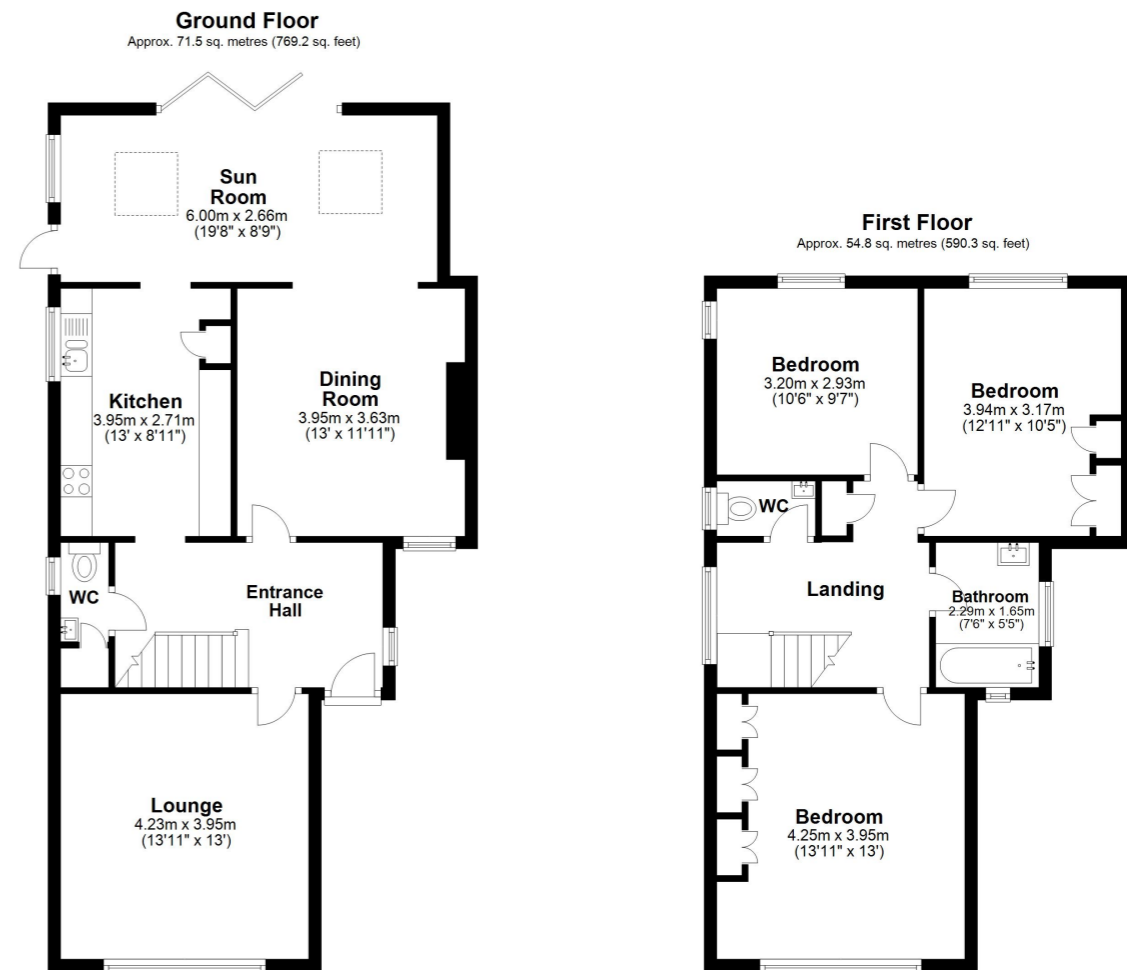 Ground Floor
Approx. 71.5 sq. metres (769.2 sq. feet)
Sun
Room
6.00m x 2.66m
(19'8" x 8'9")
Kitchen
3.95m x 2.71m
(13' x 8'11")
Dining
Room
3.95m x 3.63m
(13' x 11'11")
WC
Entrance
Hall
Lounge
4.23m x 3.95m
(13'11" x 13')
First Floor
Approx. 54.8 sq. metres (590.3 sq. feet)
Bedroom
3.20m x 2.93m
(10'6" x 9'7")
Bedroom
3.94m x 3.17m
(12'11" x 10'5")
WC
Landing
Bathroom
2.29m x 1.65m
(7'6" x 5'5")
Bedroom
4.25m x 3.95m
(13'11" x 13')